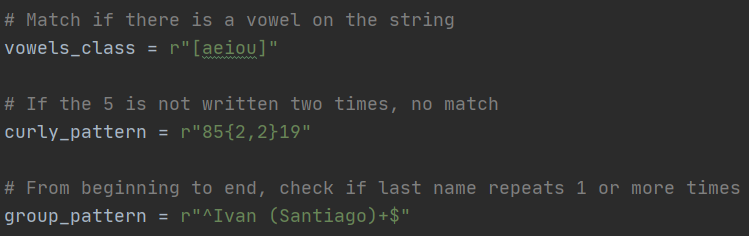 # Match if there is a vowel on the string
vowels_class = r"[aeiou]"
# If the 5 is not written two times, no match
curly_pattern = r"85{2,2}19"
# From beginning to end, check if last name repeats 1 or more times
group_pattern = r"^Ivan (Santiago)+$"